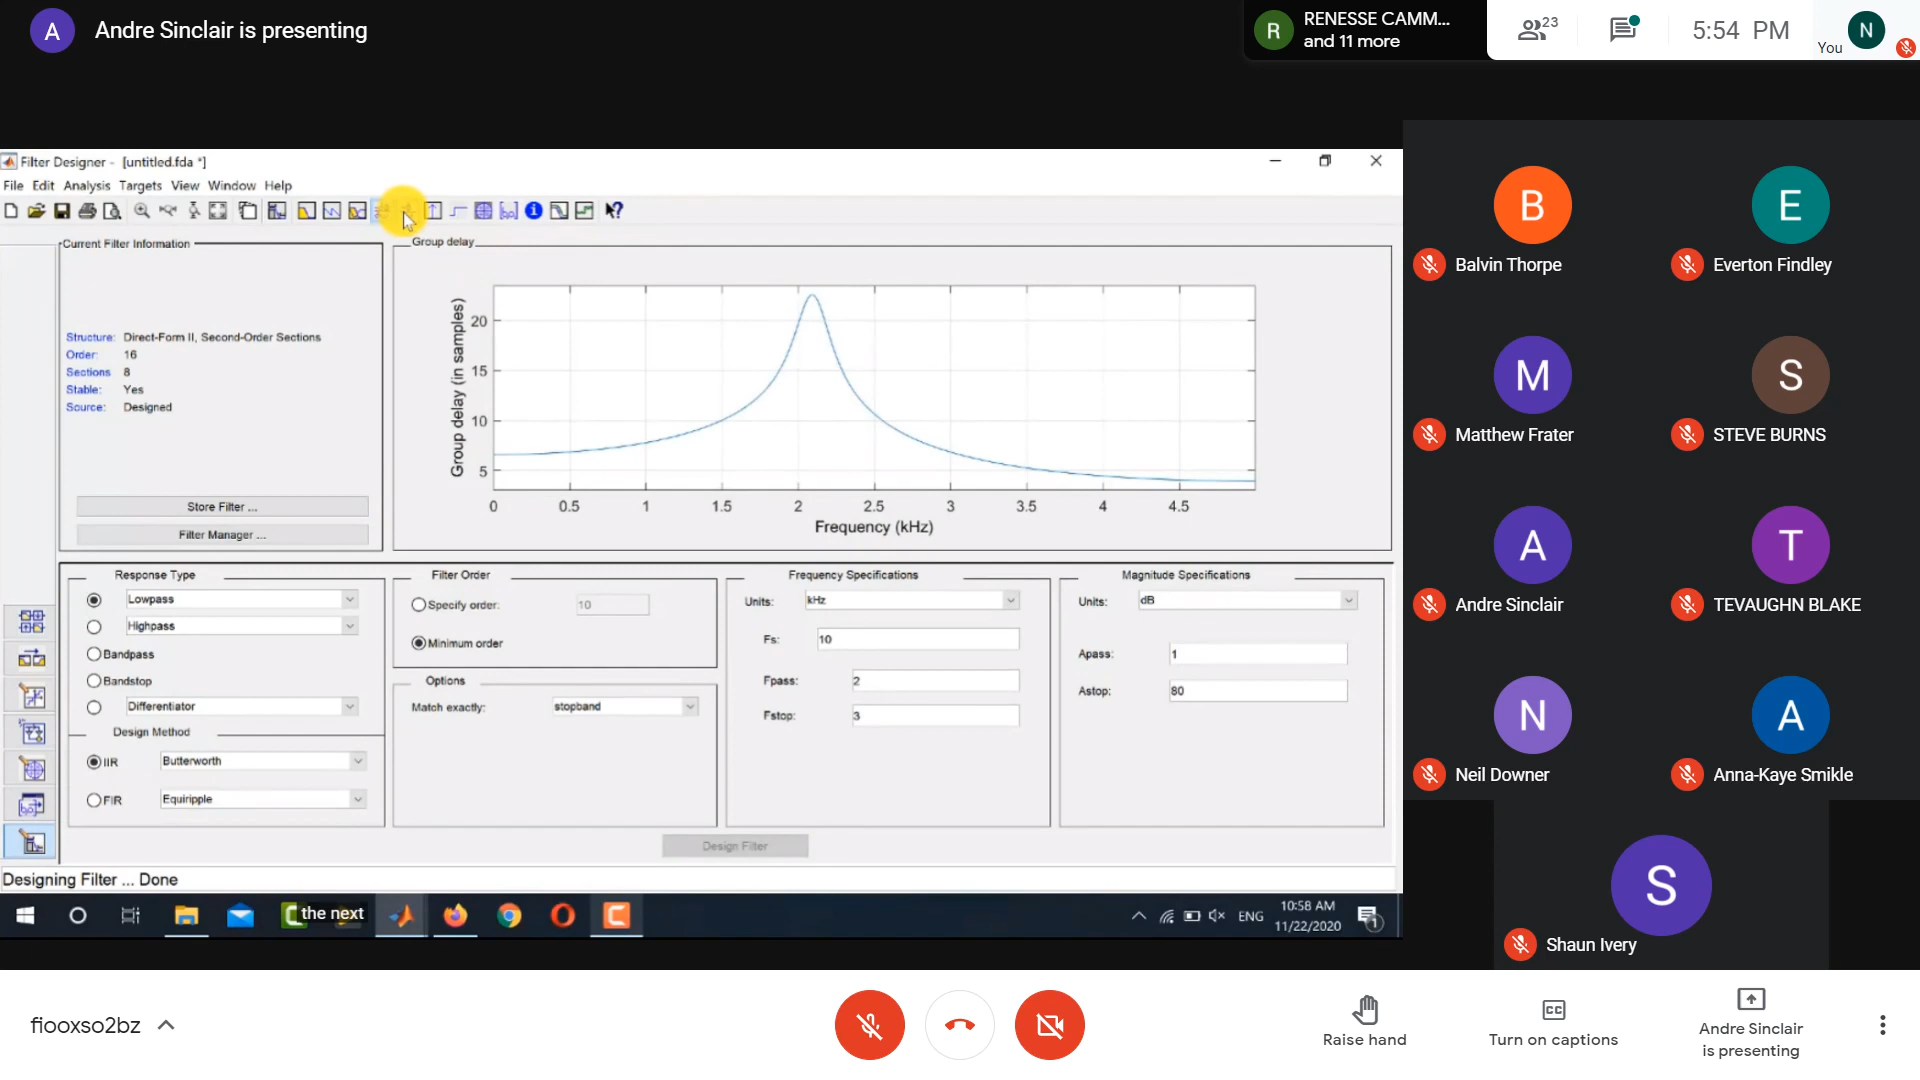 A
Andre Sinclair is presenting
R
RENESSE CAMM...
and 11 more
23
5:54 PM
You
N
Filter Designer - [untitled.fda *]
File Edit Analysis Targets View Window Help
Current Filter Information
Structure: Direct-Form II, Second-Order Sections
Order: 16
Sections 8
Stable: Yes
Source: Designed
Store Filter ...
Filter Manager ...
Group delay
Group delay (in samples)
20
15
10
5
0 0.5 1 1.5 2 2.5 3 3.5 4 4.5
Frequency (kHz)
Response Type
Lowpass
Highpass
Bandpass
Bandstop
Differentiator
Design Method
IIR Butterworth
FIR Equiripple
Filter Order
Specify order: 10
Minimum order
Options
Match exactly: stopband
Frequency Specifications
Units: kHz
Fs: 10
Fpass: 2
Fstop: 3
Magnitude Specifications
Units: dB
Apass: 1
Astop: 80
Design Filter
Designing Filter ... Done
the next
ENG
10:58 AM
11/22/2020
1
B
Balvin Thorpe
E
Everton Findley
M
Matthew Frater
S
STEVE BURNS
A
Andre Sinclair
T
TEVAUGHN BLAKE
N
Neil Downer
A
Anna-Kaye Smikle
S
Shaun Ivery
fiooxso2bz
Raise hand
Turn on captions
Andre Sinclair
is presenting